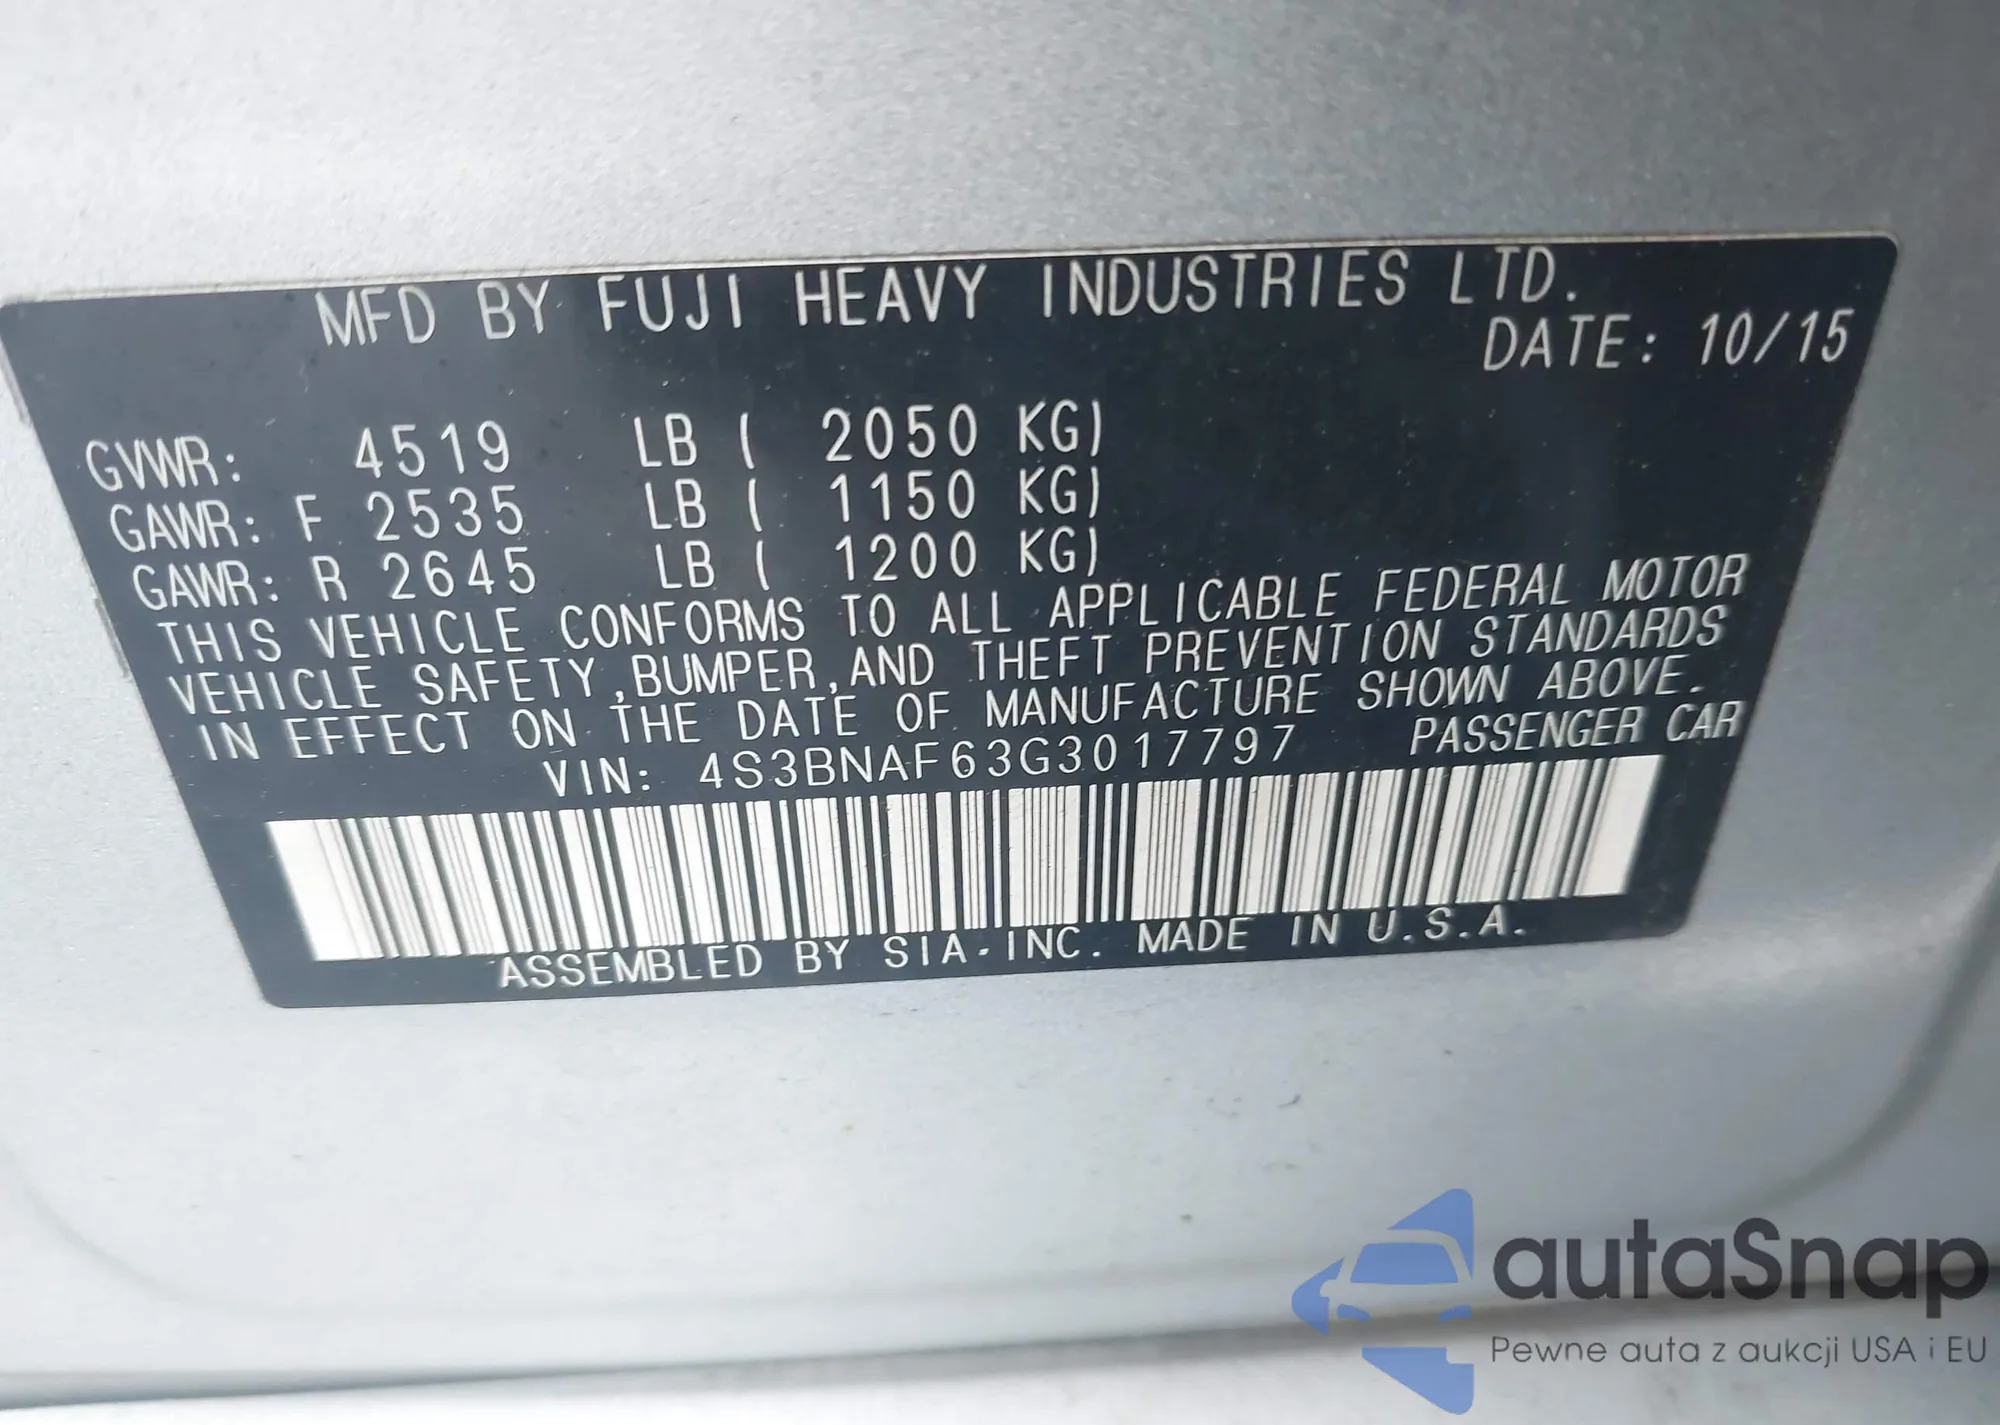 MFD BY FUJI HEAVY INDUSTRIES LTD.
DATE: 10/15
GVWR: 4519 LB ( 2050 KG)
GAWR: F 2535 LB ( 1150 KG)
GAWR: R 2645 LB ( 1200 KG)
THIS VEHICLE CONFORMS TO ALL APPLICABLE FEDERAL MOTOR
VEHICLE SAFETY,BUMPER,AND THEFT PREVENTION STANDARDS
IN EFFECT ON THE DATE OF MANUFACTURE SHOWN ABOVE.
VIN: 4S3BNAF63G3017797 PASSENGER CAR
ASSEMBLED BY SIA-INC. MADE IN U.S.A.
autaSnap
Pewne auta z aukcji USA i EU